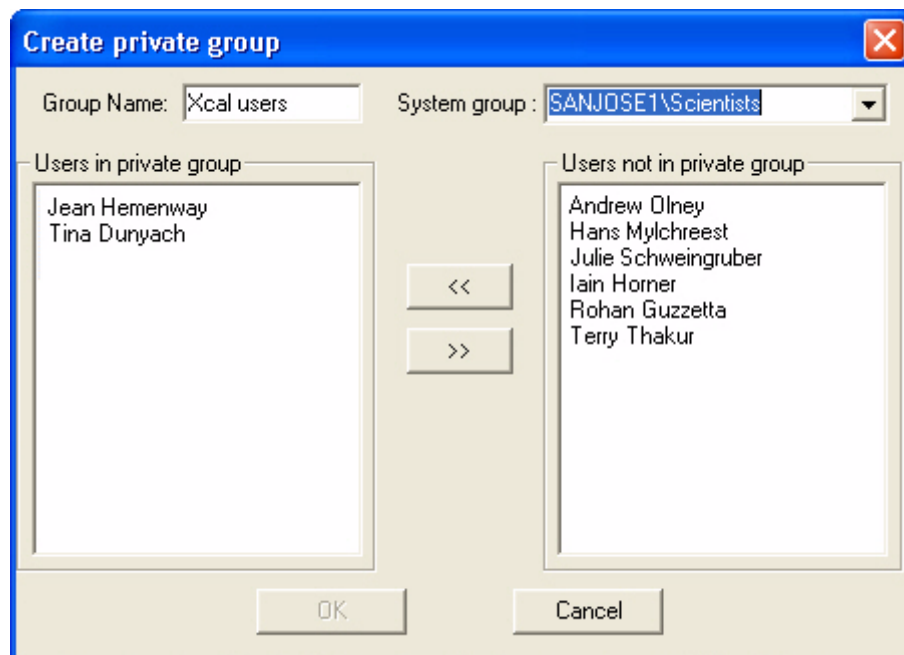 Create private group
Group Name: Xcal users System group : SANJOSE1\Scientists
Users in private group
Jean Hemenway
Tina Dunyach
<<
>>
Users not in private group
Andrew Olney
Hans Mylchreest
Julie Schweingruber
Iain Horner
Rohan Guzzetta
Terry Thakur
OK Cancel